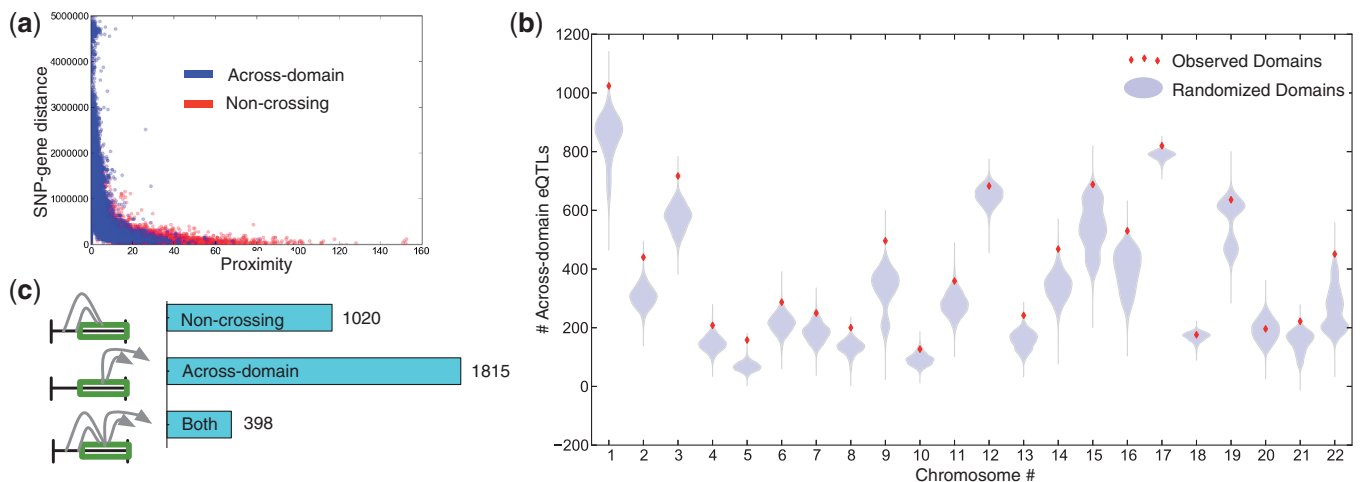 (a)
5000000
4000000
3000000
2000000
1000000
0
SNP-gene distance
Across-domain
Non-crossing
0 20 40 60 80 100 120 140 160
Proximity
(b)
1200
1000
800
600
400
200
0
−200
# Across-domain eQTLs
Observed Domains
Randomized Domains
1 2 3 4 5 6 7 8 9 10 11 12 13 14 15 16 17 18 19 20 21 22
Chromosome #
(c)
Non-crossing 1020
Across-domain 1815
Both 398